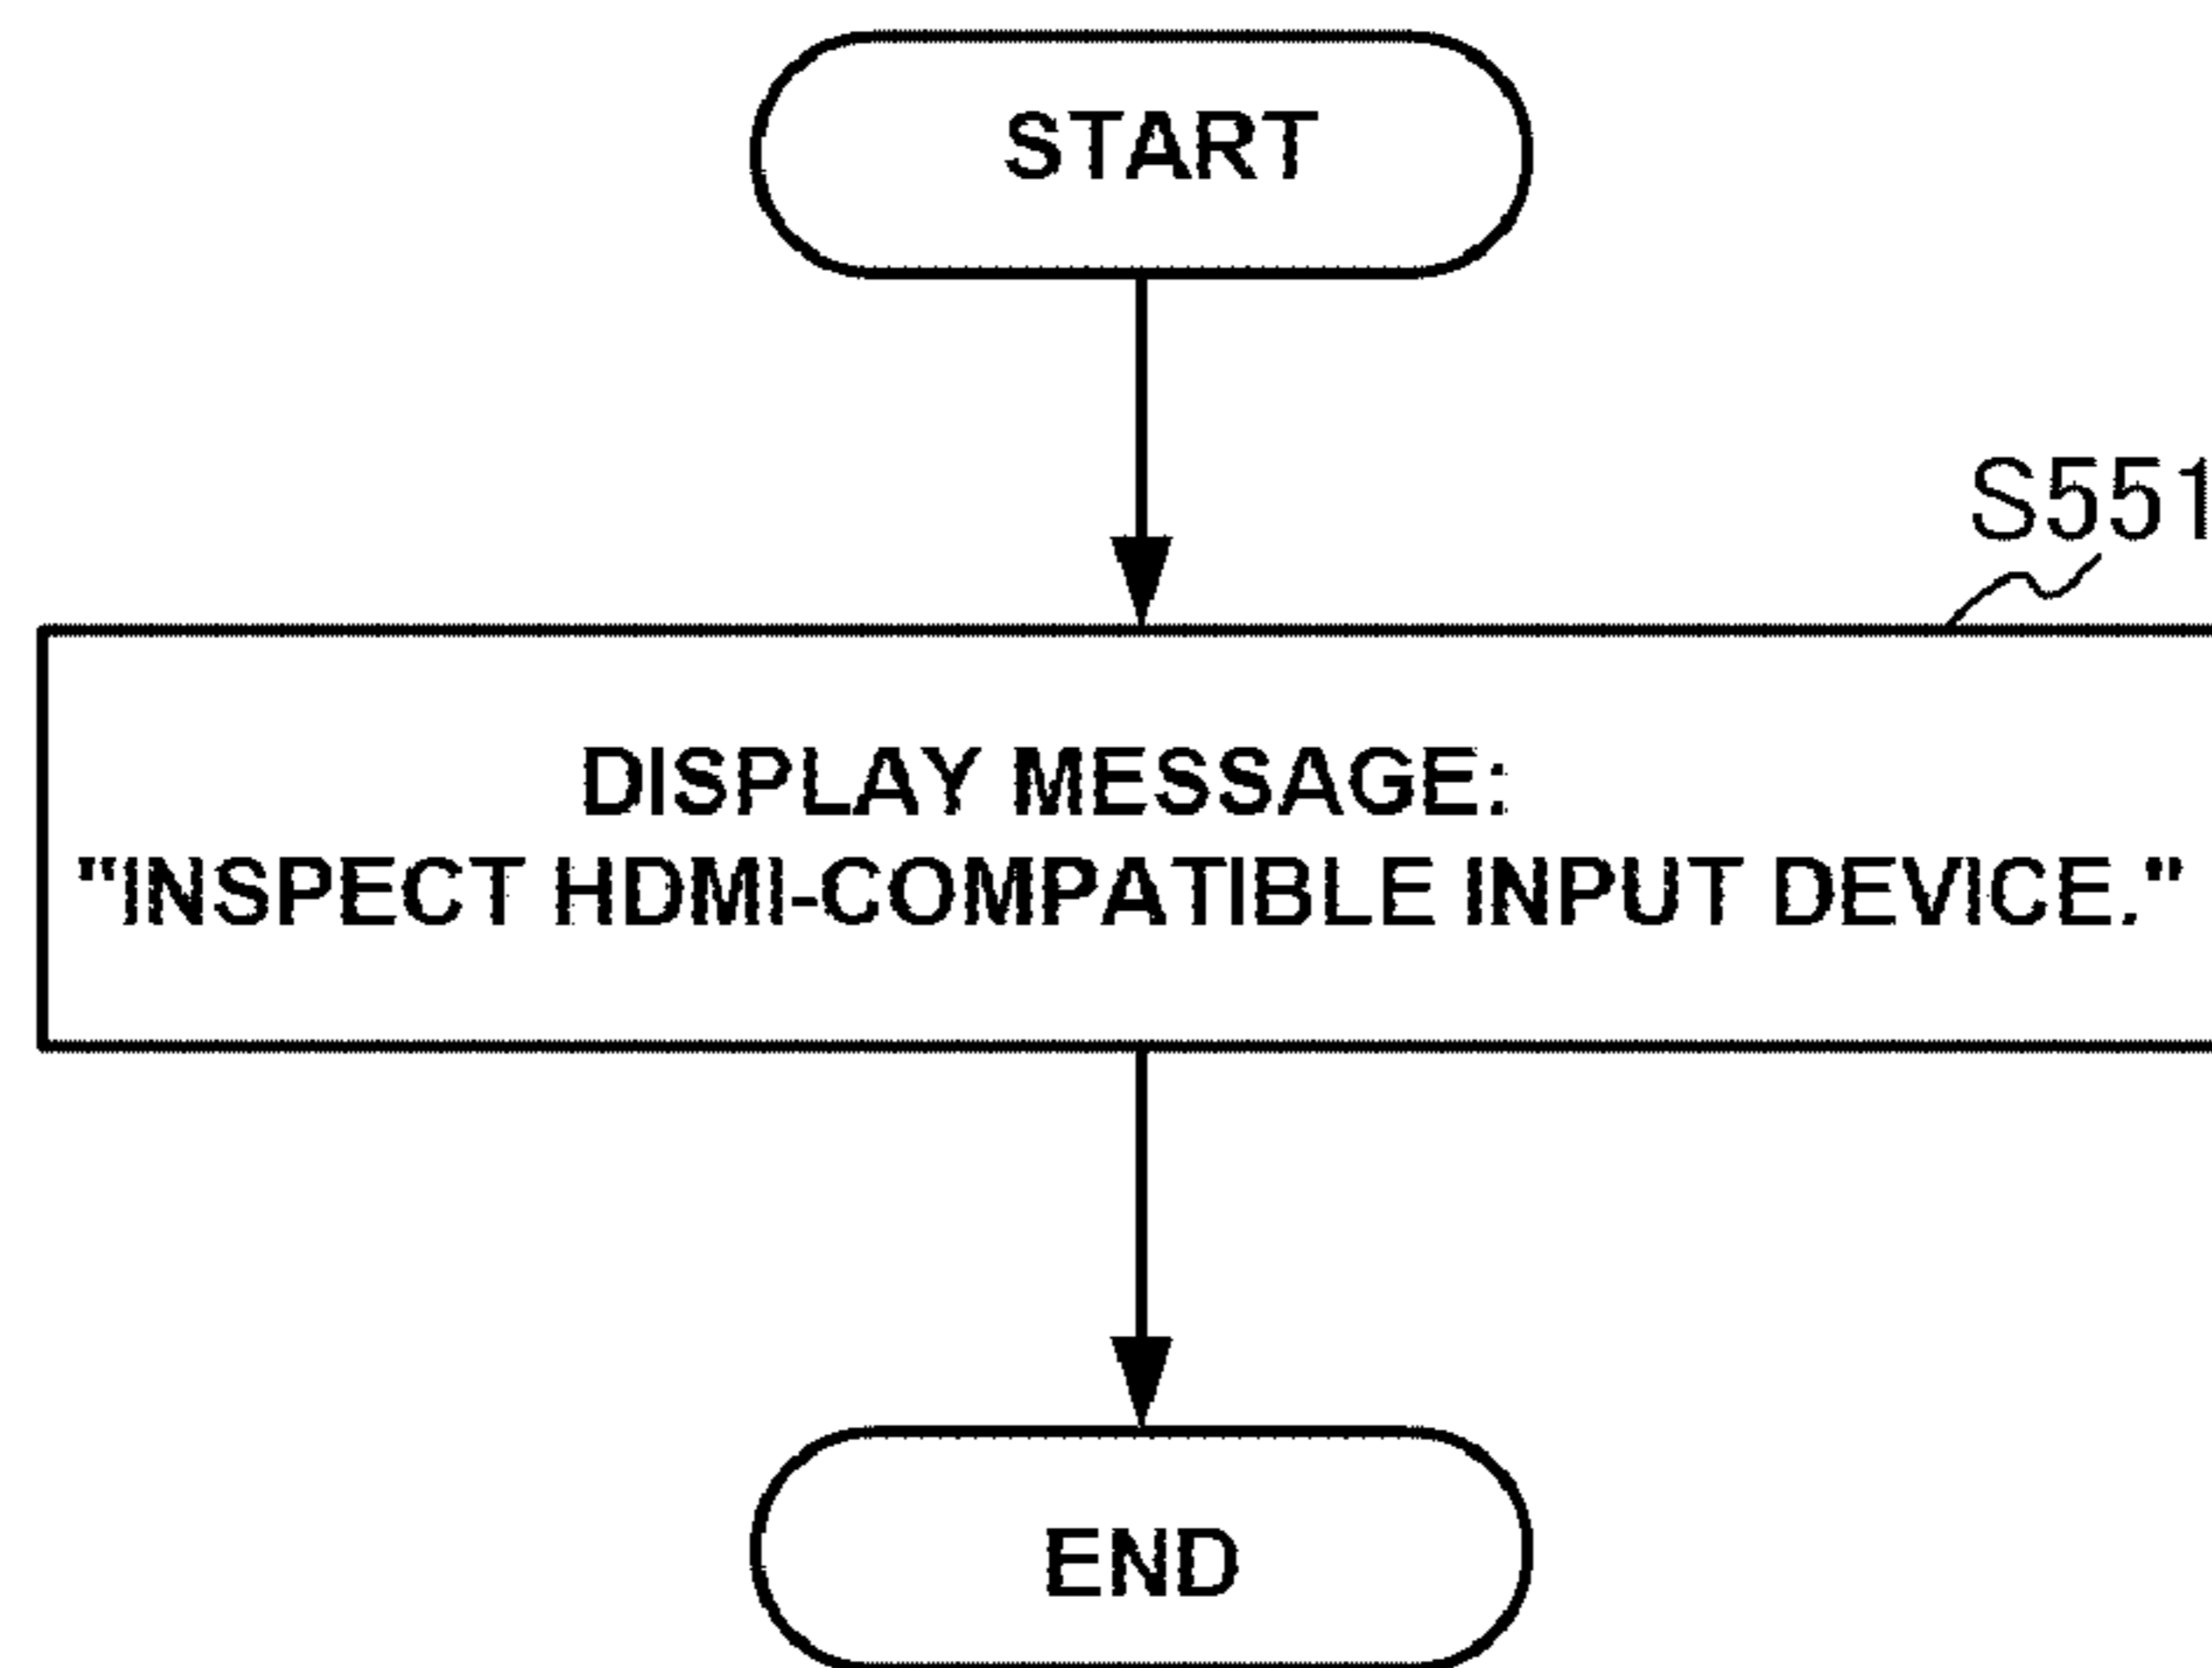 START
S551
DISPLAY MESSAGE:
"INSPECT HDMI-COMPATIBLE INPUT DEVICE."
END